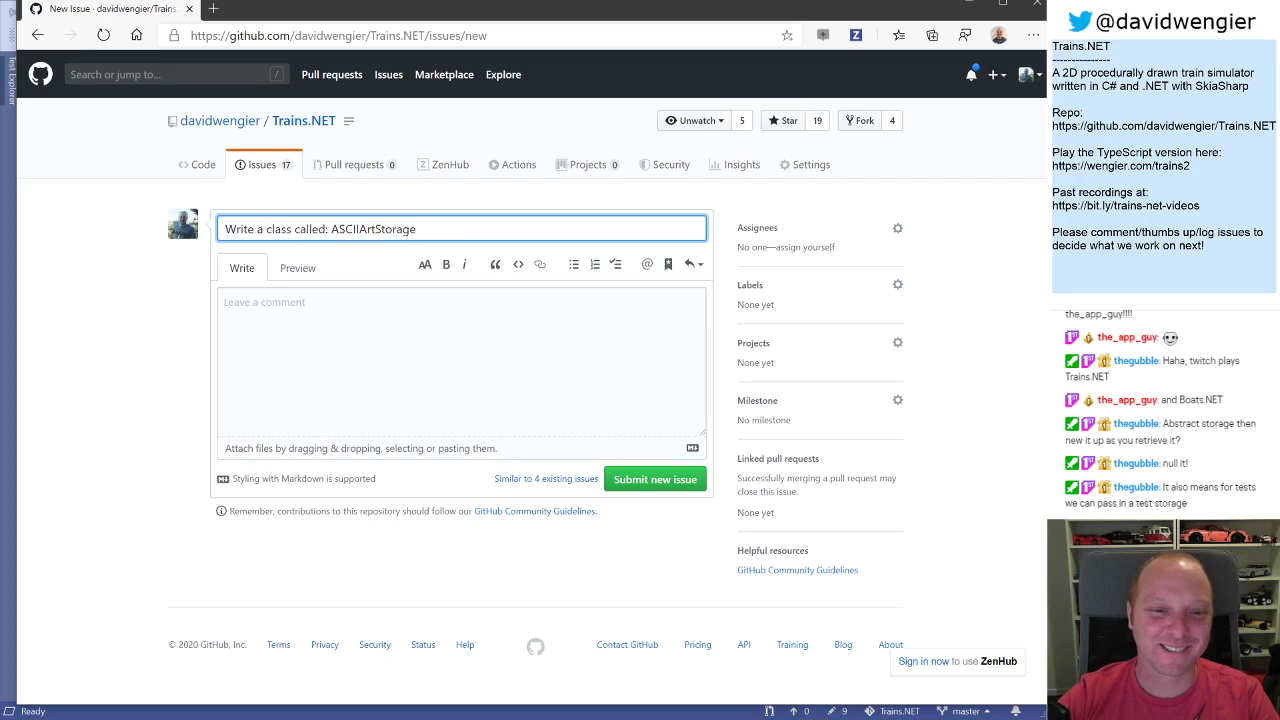 New Issue · davidwengier/Trains.
https://github.com/davidwengier/Trains.NET/issues/new
Test Explorer
Search or jump to...
/
Pull requests
Issues
Marketplace
Explore
davidwengier / Trains.NET
Unwatch
5
Star
19
Fork
4
Code
Issues 17
Pull requests 0
ZenHub
Actions
Projects 0
Security
Insights
Settings
Write a class called: ASCIIArtStorage
Write
Preview
AA B i
Leave a comment
Attach files by dragging & dropping, selecting or pasting them.
Styling with Markdown is supported
Similar to 4 existing issues
Submit new issue
Remember, contributions to this repository should follow our GitHub Community Guidelines.
Assignees
No one—assign yourself
Labels
None yet
Projects
None yet
Milestone
No milestone
Linked pull requests
Successfully merging a pull request may
close this issue.
None yet
Helpful resources
GitHub Community Guidelines
© 2020 GitHub, Inc.
Terms
Privacy
Security
Status
Help
Contact GitHub
Pricing
API
Training
Blog
About
Sign in now to use ZenHub
Ready
0
9
Trains.NET
master
@davidwengier
Trains.NET
---------------
A 2D procedurally drawn train simulator
written in C# and .NET with SkiaSharp
Repo:
https://github.com/davidwengier/Trains.NET
Play the TypeScript version here:
https://wengier.com/trains2
Past recordings at:
https://bit.ly/trains-net-videos
Please comment/thumbs up/log issues to
decide what we work on next!
the_app_guy!!!!
the_app_guy:
thegubble: Haha, twitch plays
Trains.NET
the_app_guy: and Boats.NET
thegubble: Abstract storage then
new it up as you retrieve it?
thegubble: null it!
thegubble: It also means for tests
we can pass in a test storage